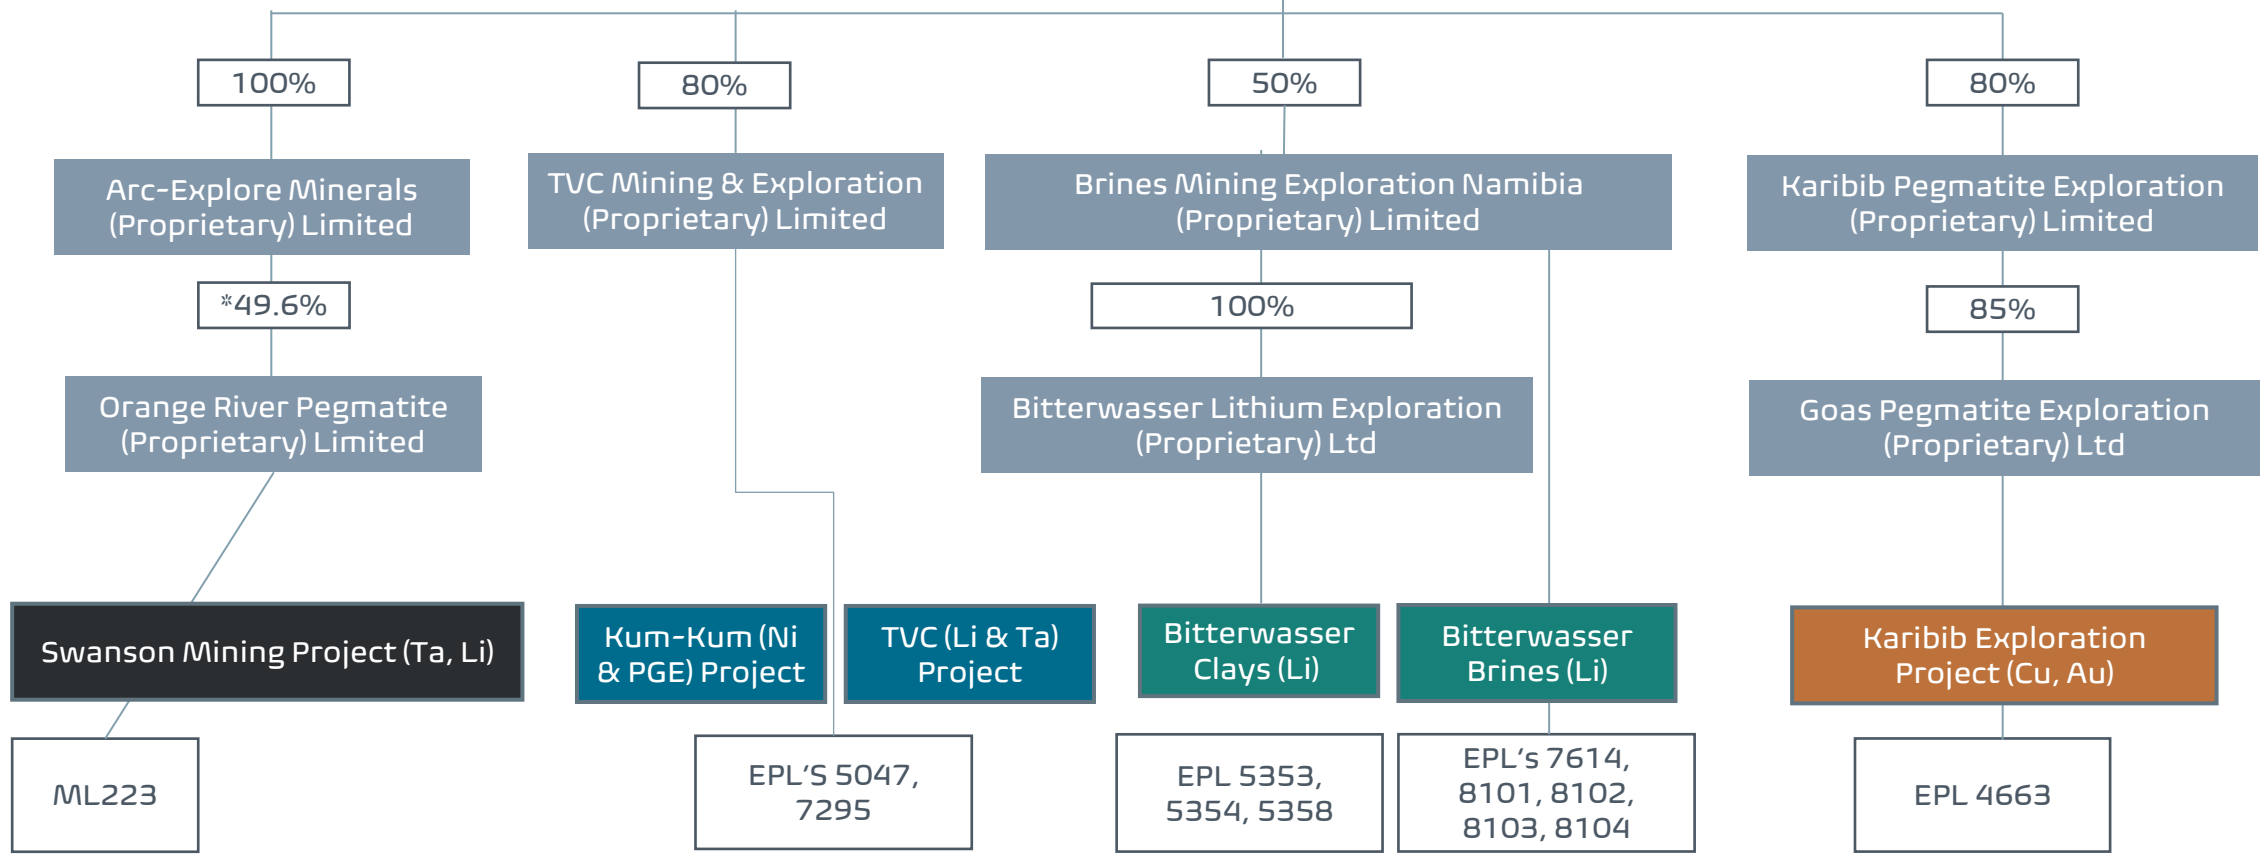 100%
80%
50%
80%
Arc-Explore Minerals
(Proprietary) Limited
TVC Mining & Exploration
(Proprietary) Limited
Brines Mining Exploration Namibia
(Proprietary) Limited
Karibib Pegmatite Exploration
(Proprietary) Limited
*49.6%
100%
85%
Orange River Pegmatite
(Proprietary) Limited
Bitterwasser Lithium Exploration
(Proprietary) Ltd
Goas Pegmatite Exploration
(Proprietary) Ltd
Swanson Mining Project (Ta, Li)
Kum-Kum (Ni
& PGE) Project
TVC (Li & Ta)
Project
Bitterwasser
Clays (Li)
Bitterwasser
Brines (Li)
Karibib Exploration
Project (Cu, Au)
ML223
EPL'S 5047,
7295
EPL 5353,
5354, 5358
EPL's 7614,
8101, 8102,
8103, 8104
EPL 4663